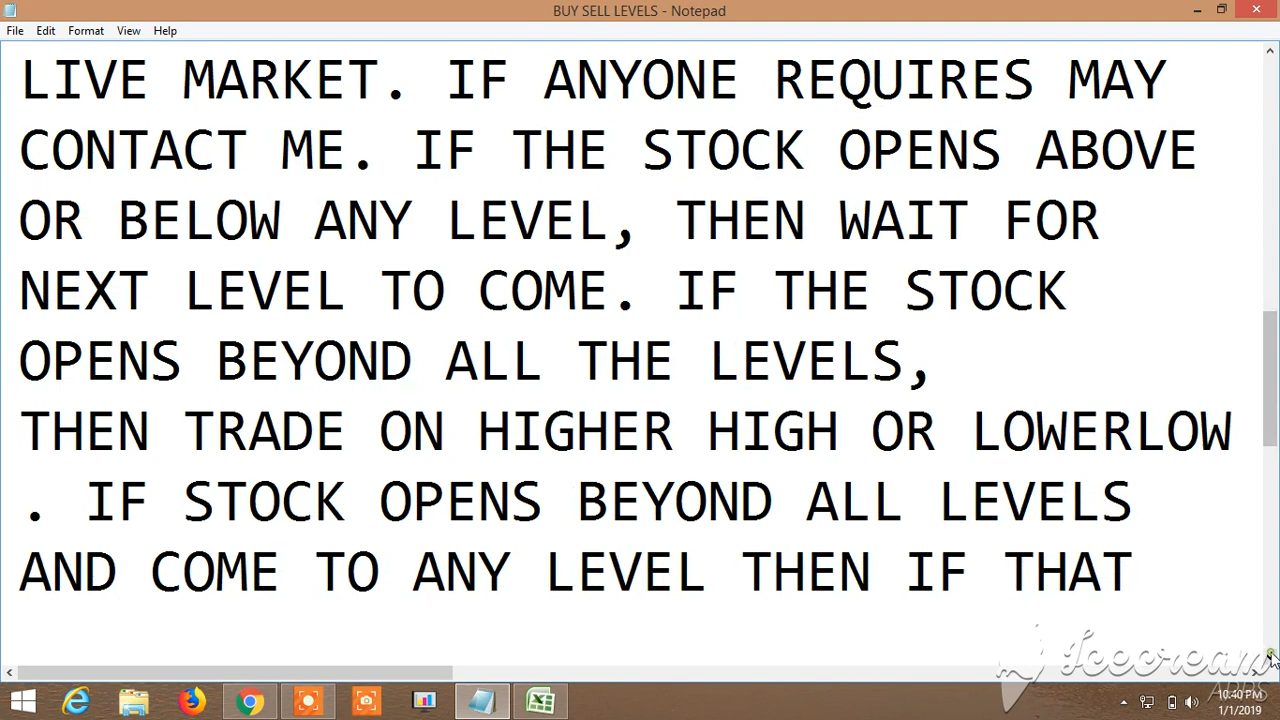 BUY SELL LEVELS - Notepad
File Edit Format View Help
LIVE MARKET. IF ANYONE REQUIRES MAY
CONTACT ME. IF THE STOCK OPENS ABOVE
OR BELOW ANY LEVEL, THEN WAIT FOR
NEXT LEVEL TO COME. IF THE STOCK
OPENS BEYOND ALL THE LEVELS,
THEN TRADE ON HIGHER HIGH OR LOWERLOW
. IF STOCK OPENS BEYOND ALL LEVELS
AND COME TO ANY LEVEL THEN IF THAT
Icecream
APPS
10:40 PM
1/1/2019